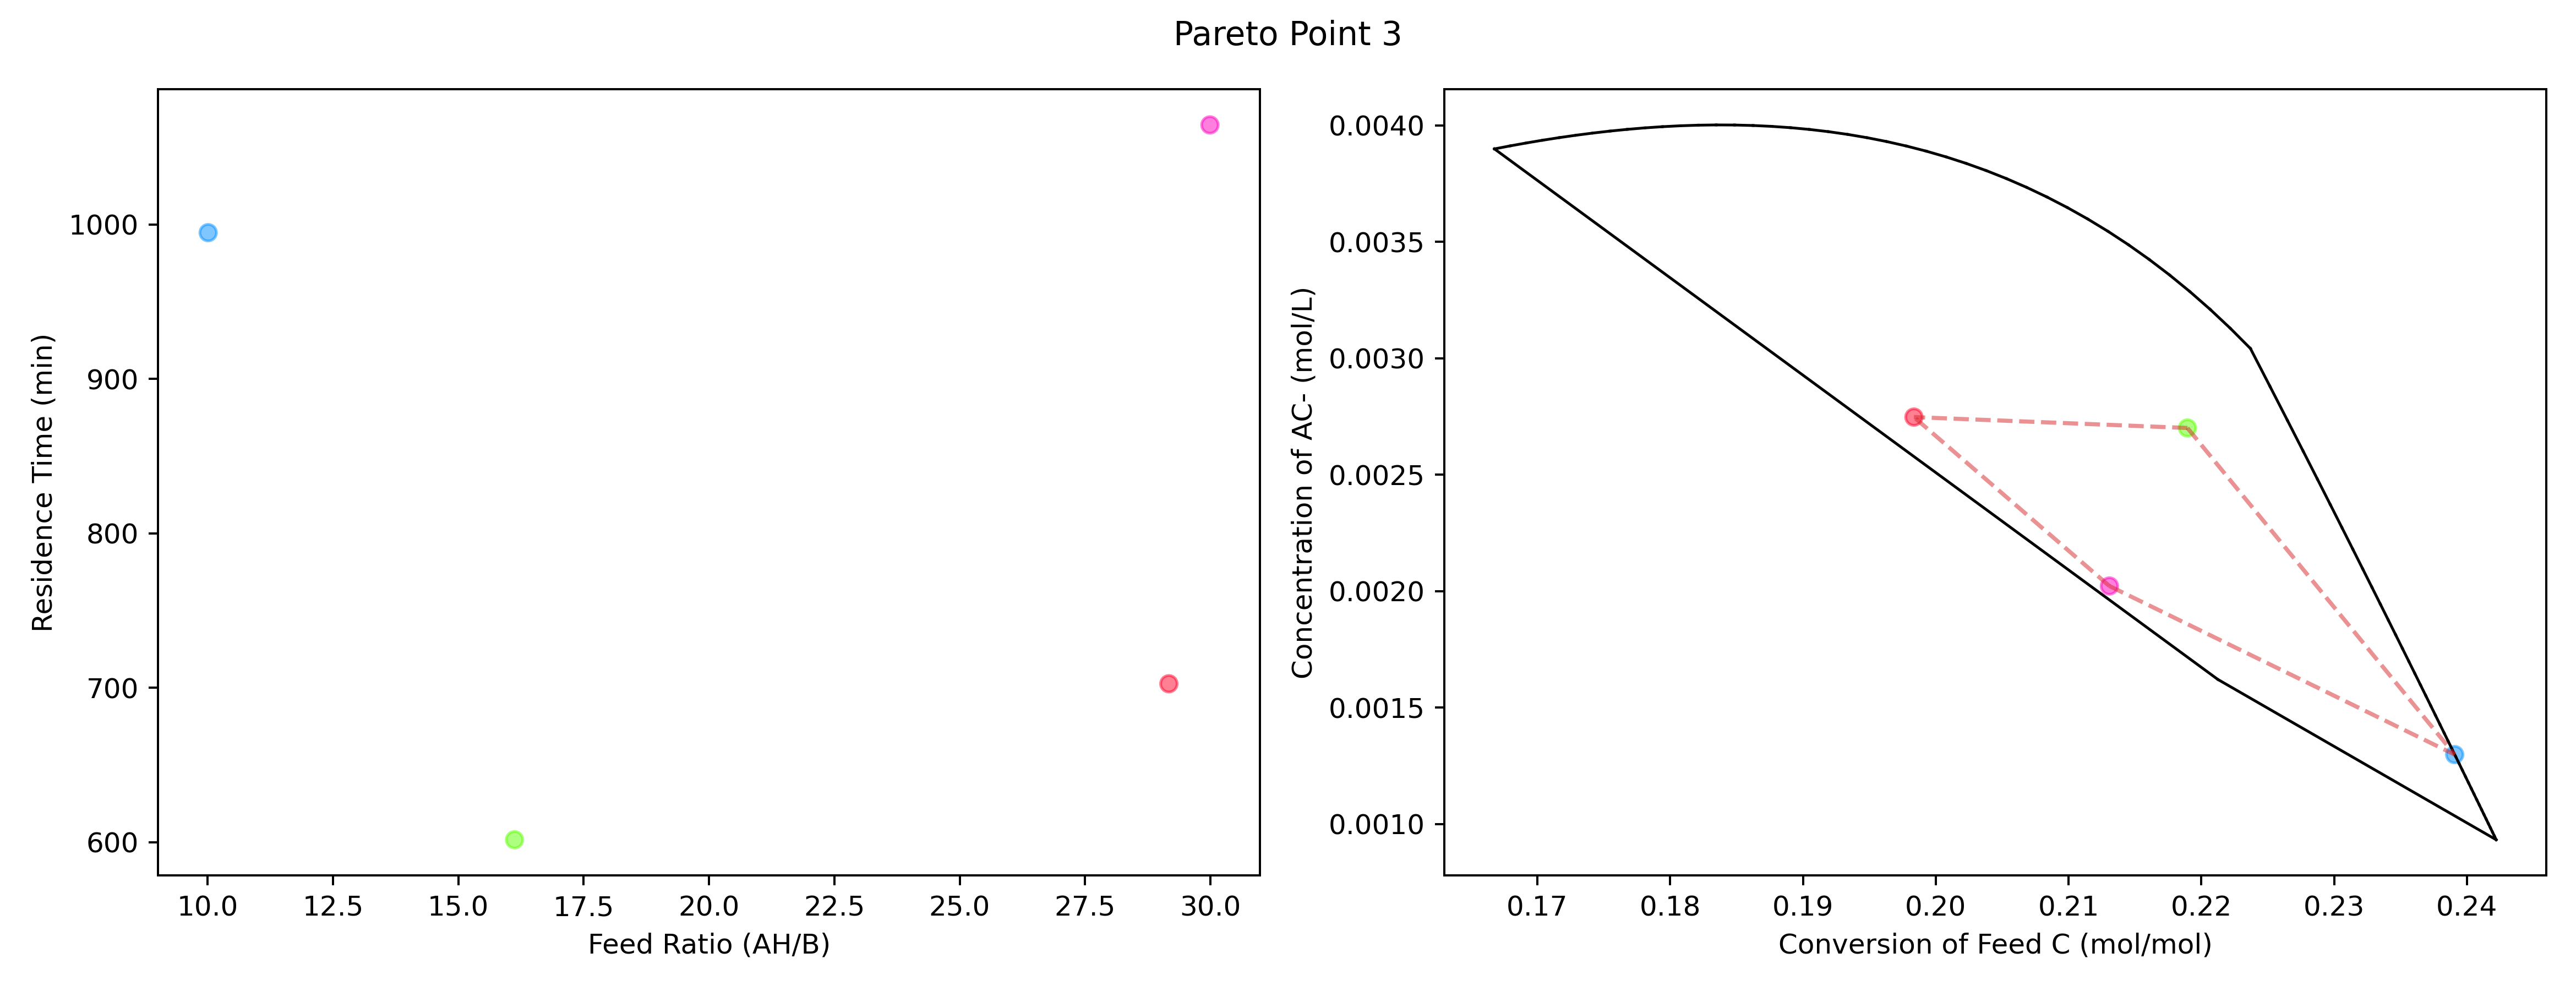 Pareto Point 3
Residence Time (min)
1000
900
800
700
600
10.0 12.5 15.0 17.5 20.0 22.5 25.0 27.5 30.0
Feed Ratio (AH/B)
Concentration of AC- (mol/L)
0.0040
0.0035
0.0030
0.0025
0.0020
0.0015
0.0010
0.17 0.18 0.19 0.20 0.21 0.22 0.23 0.24
Conversion of Feed C (mol/mol)